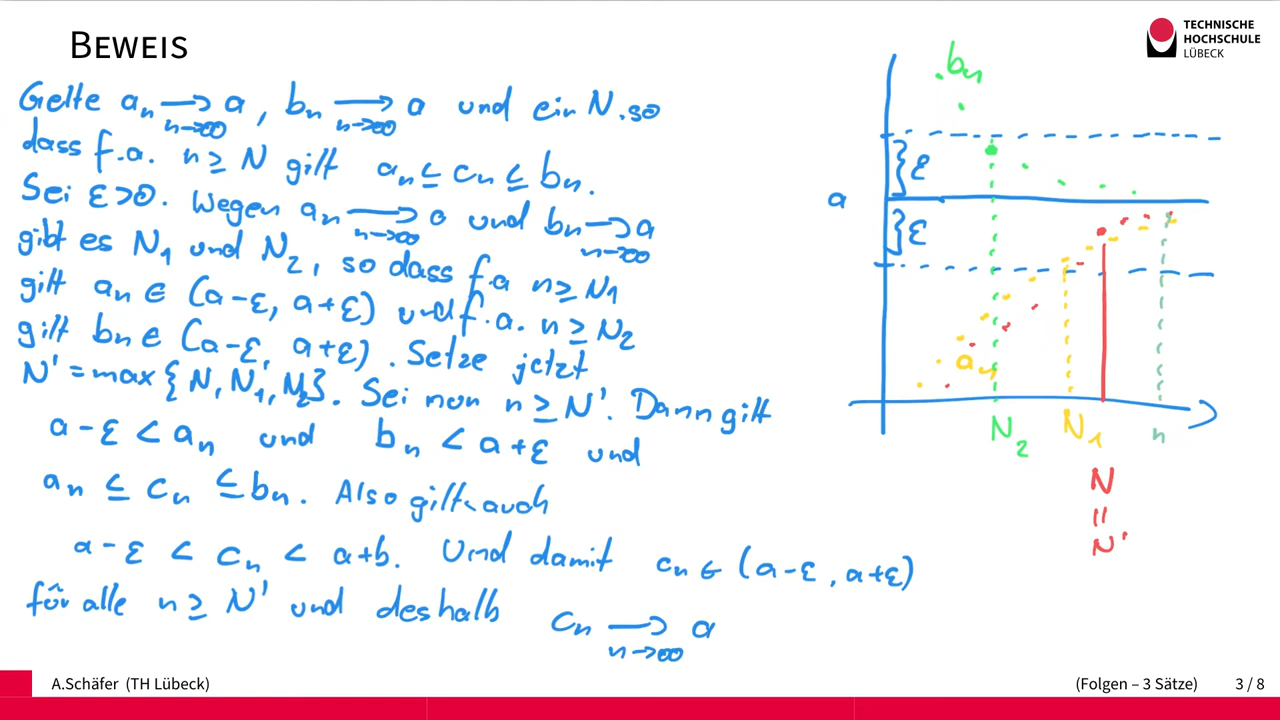 BEWEIS
TECHNISCHE
HOCHSCHULE
LÜBECK
Gelte aₙ →(n→∞) a, bₙ →(n→∞) a und ein N so
dass f.a. n ≥ N gilt aₙ ≤ cₙ ≤ bₙ.
Sei ε>0. Wegen aₙ →(n→∞) a und bₙ →(n→∞) a
gibt es N₁ und N₂, so dass f.a n ≥ N₁
gilt aₙ ∈ (a-ε, a+ε) und f.a. n ≥ N₂
gilt bₙ ∈ (a-ε, a+ε). Setze jetzt
N' = max{N, N₁, N₂}. Sei nun n ≥ N'. Dann gilt
a - ε < aₙ und bₙ < a+ε und
aₙ ≤ cₙ ≤ bₙ. Also gilt auch
a - ε < cₙ < a+b. Und damit cₙ ∈ (a-ε, a+ε)
für alle n ≥ N' und deshalb cₙ →(n→∞) a
bₙ
ε
a
ε
aₙ
N₂ N₁ n
N
=
N'
A.Schäfer (TH Lübeck)
(Folgen – 3 Sätze) 3 / 8